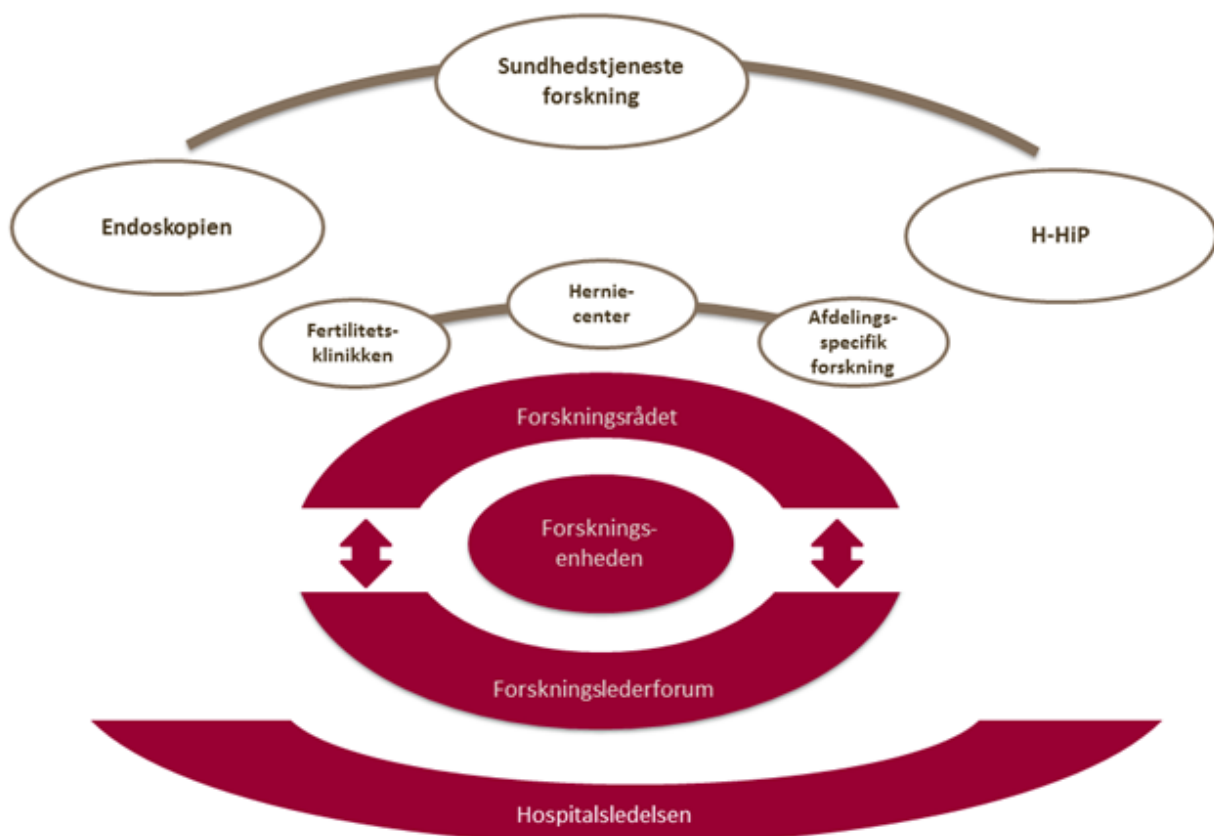 Sundhedstjeneste
forskning
Endoskopien
H-HiP
Hernie-
center
Fertilitets-
klinikken
Afdelings-
specifik
forskning
Forskningsrådet
Forsknings-
enheden
Forskningslederforum
Hospitalsledelsen